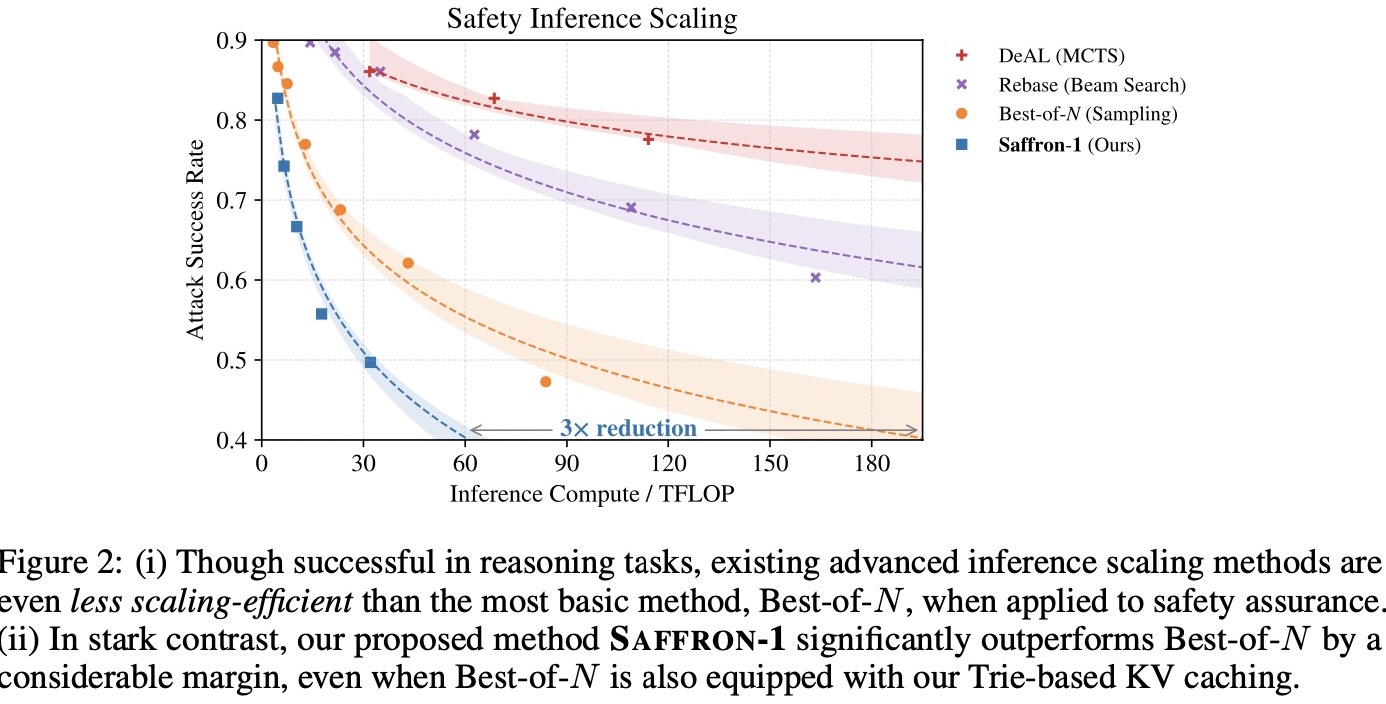 Safety Inference Scaling
0.9
0.8
0.7
0.6
0.5
0.4
Attack Success Rate
0
30
60
90
120
150
180
Inference Compute / TFLOP
3× reduction
DeAL (MCTS)
Rebase (Beam Search)
Best-of-N (Sampling)
Saffron-1 (Ours)
Figure 2: (i) Though successful in reasoning tasks, existing advanced inference scaling methods are
even less scaling-efficient than the most basic method, Best-of-N, when applied to safety assurance.
(ii) In stark contrast, our proposed method SAFFRON-1 significantly outperforms Best-of-N by a
considerable margin, even when Best-of-N is also equipped with our Trie-based KV caching.